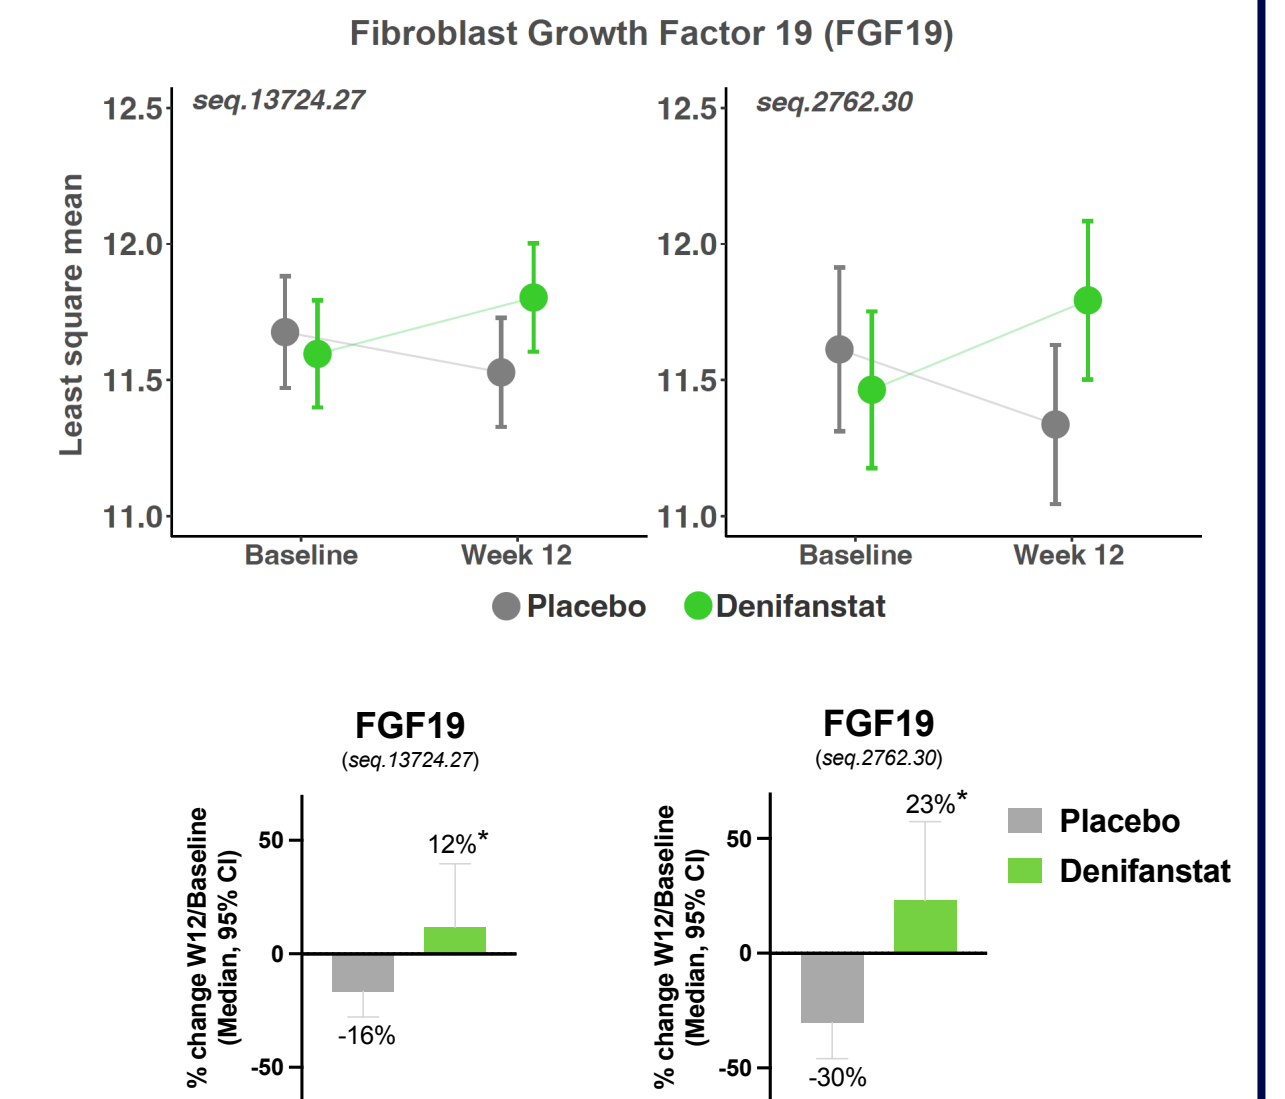 Fibroblast Growth Factor 19 (FGF19)
seq.13724.27
seq.2762.30
Least square mean
12.5
12.0
11.5
11.0
12.5
12.0
11.5
11.0
Baseline
Week 12
Baseline
Week 12
Placebo
Denifanstat
FGF19
(seq.13724.27)
% change W12/Baseline
(Median, 95% CI)
50
0
-50
12%*
-16%
FGF19
(seq.2762.30)
% change W12/Baseline
(Median, 95% CI)
50
0
-50
23%*
-30%
Placebo
Denifanstat